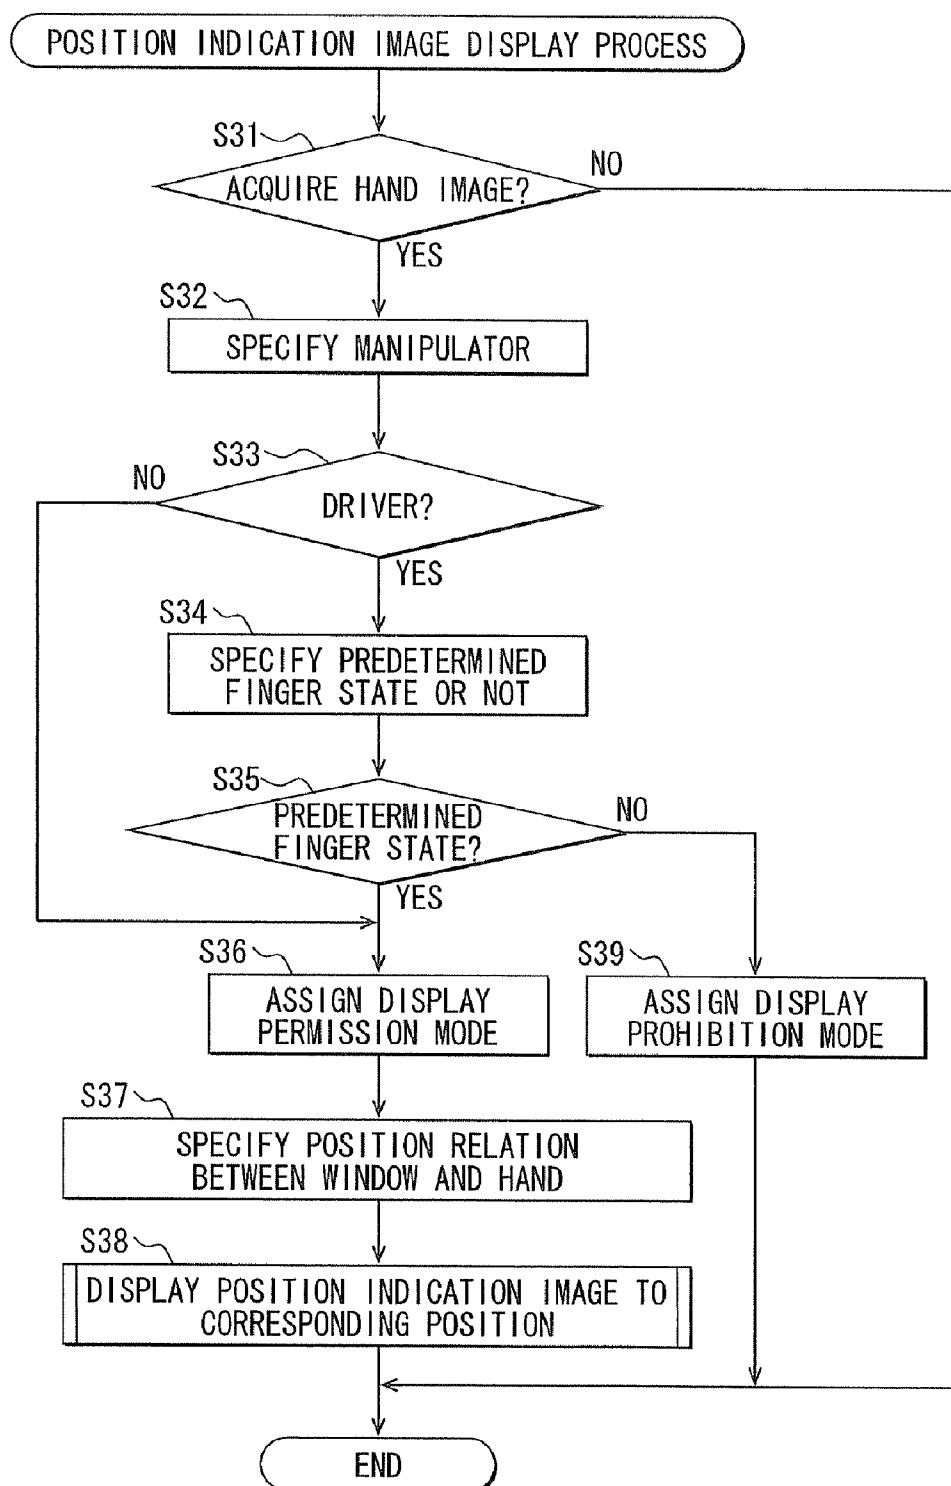 POSITION INDICATION IMAGE DISPLAY PROCESS
S31
ACQUIRE HAND IMAGE?
NO
YES
S32
SPECIFY MANIPULATOR
S33
NO
DRIVER?
YES
S34
SPECIFY PREDETERMINED
FINGER STATE OR NOT
S35
PREDETERMINED
FINGER STATE?
NO
YES
S36
ASSIGN DISPLAY
PERMISSION MODE
S39
ASSIGN DISPLAY
PROHIBITION MODE
S37
SPECIFY POSITION RELATION
BETWEEN WINDOW AND HAND
S38
DISPLAY POSITION INDICATION IMAGE TO
CORRESPONDING POSITION
END